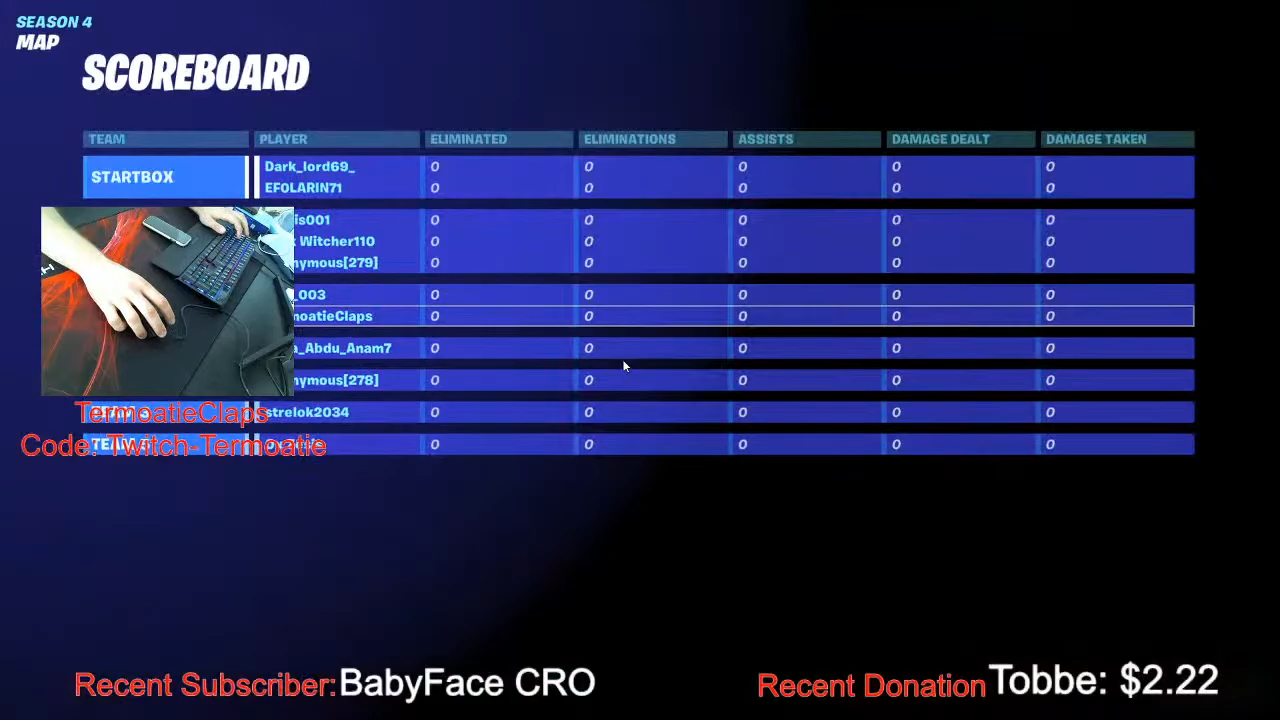 SEASON 4
MAP
SCOREBOARD
TEAM PLAYER ELIMINATED ELIMINATIONS ASSISTS DAMAGE DEALT DAMAGE TAKEN
STARTBOX Dark_lord69_ 0 0 0 0 0
EFOLARIN71 0 0 0 0 0
is001 0 0 0 0 0
Witcher110 0 0 0 0 0
nymous[279] 0 0 0 0 0
_003 0 0 0 0 0
moatieClaps 0 0 0 0 0
a_Abdu_Anam7 0 0 0 0 0
nymous[278] 0 0 0 0 0
strelok2034 0 0 0 0 0
TermoatieClaps
TEAM 0 0 0 0 0
Code: Twitch-Termoatie
Recent Subscriber: BabyFace CRO
Recent Donation Tobbe: $2.22